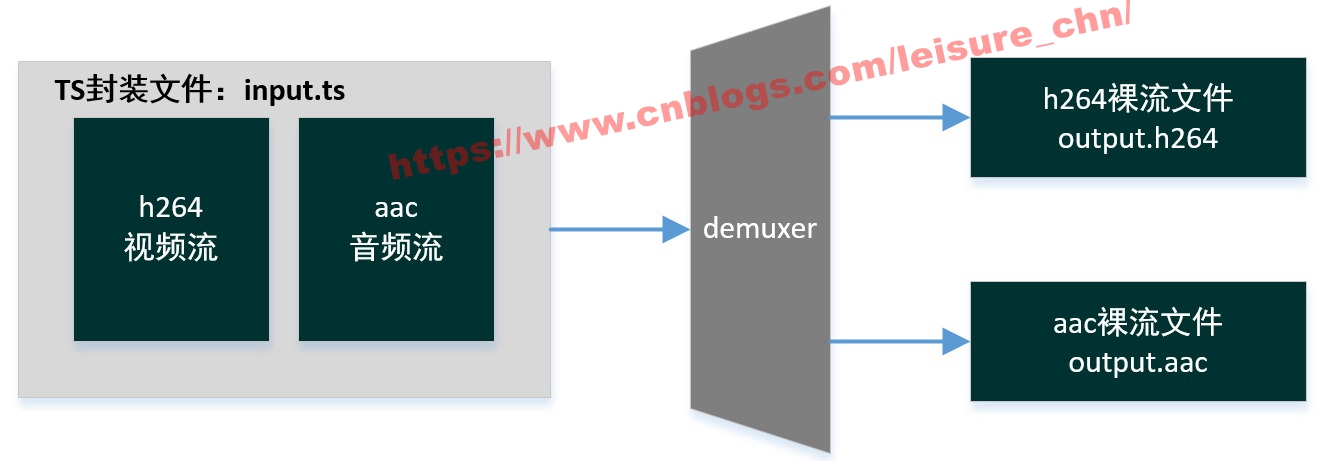 TS封装文件：input.ts
h264
视频流
aac
音频流
demuxer
h264裸流文件
output.h264
aac裸流文件
output.aac
https://www.cnblogs.com/leisure_chn/